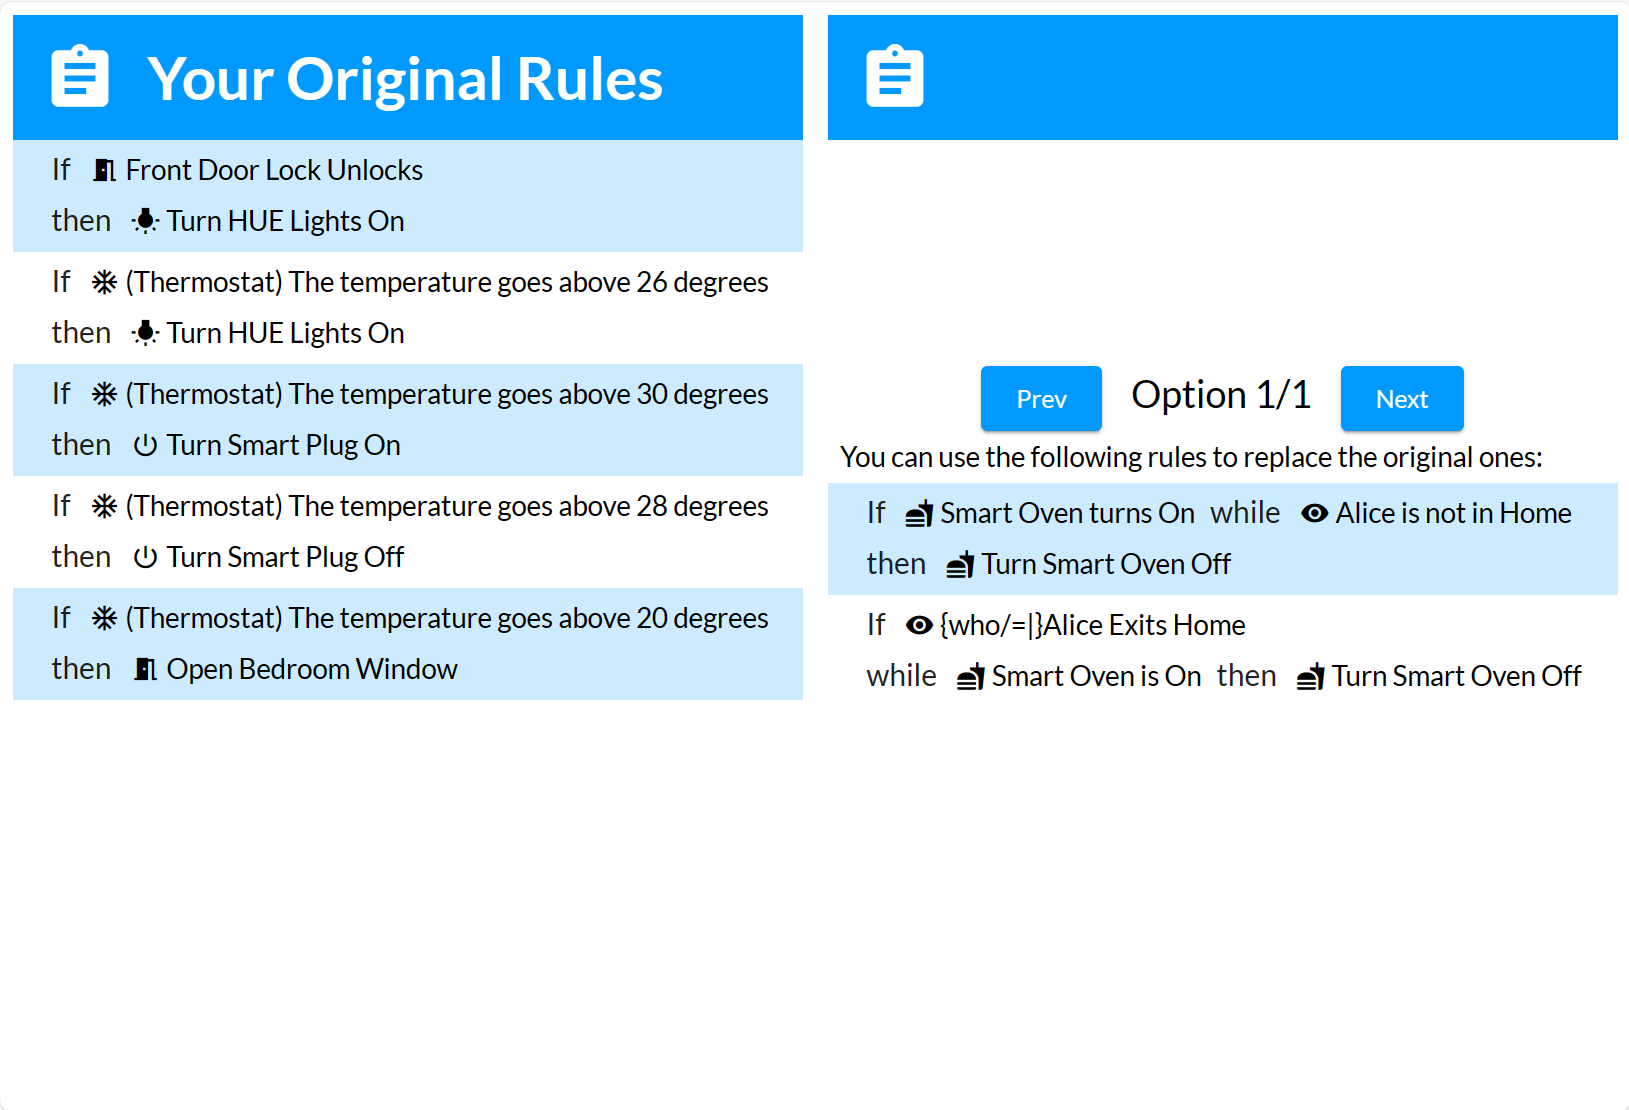 Your Original Rules
If Front Door Lock Unlocks
then Turn HUE Lights On
If (Thermostat) The temperature goes above 26 degrees
then Turn HUE Lights On
If (Thermostat) The temperature goes above 30 degrees
then Turn Smart Plug On
If (Thermostat) The temperature goes above 28 degrees
then Turn Smart Plug Off
If (Thermostat) The temperature goes above 20 degrees
then Open Bedroom Window
Prev Option 1/1 Next
You can use the following rules to replace the original ones:
If Smart Oven turns On while Alice is not in Home
then Turn Smart Oven Off
If {who/=|}Alice Exits Home
while Smart Oven is On then Turn Smart Oven Off